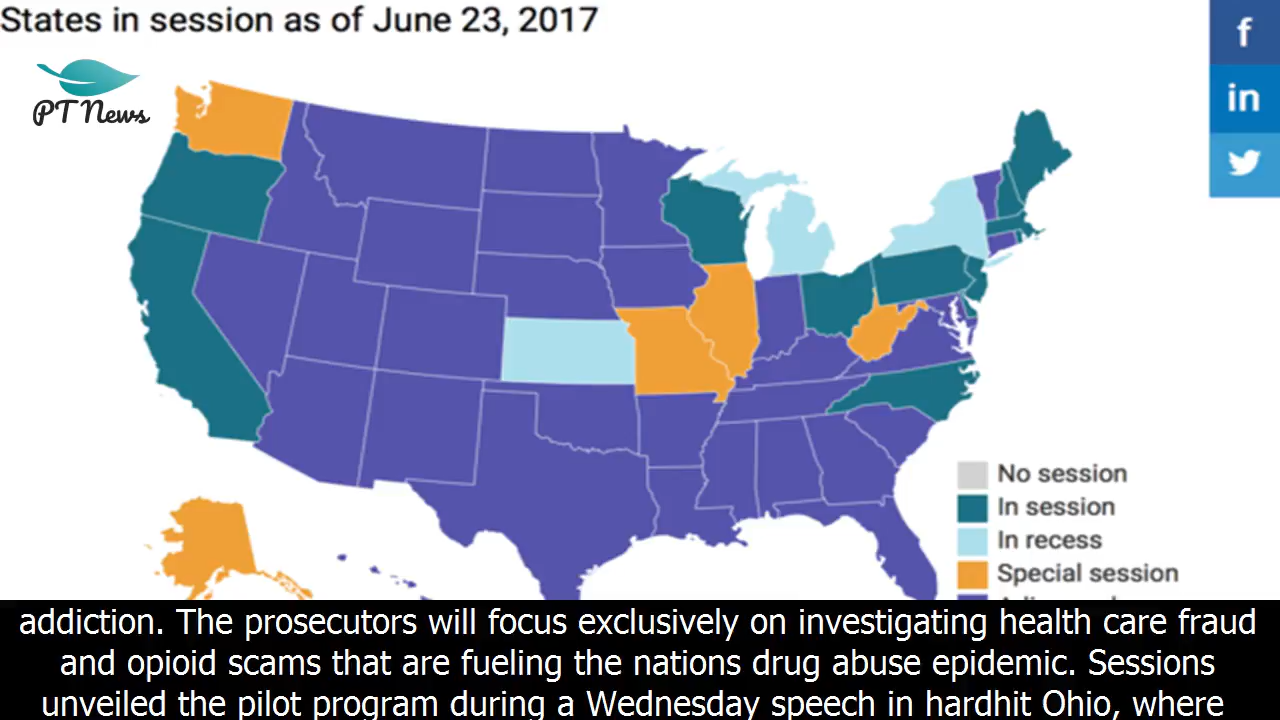 States in session as of June 23, 2017
PT News
f
in
No session
In session
In recess
Special session
addiction. The prosecutors will focus exclusively on investigating health care fraud
and opioid scams that are fueling the nations drug abuse epidemic. Sessions
unveiled the pilot program during a Wednesday speech in hardhit Ohio, where